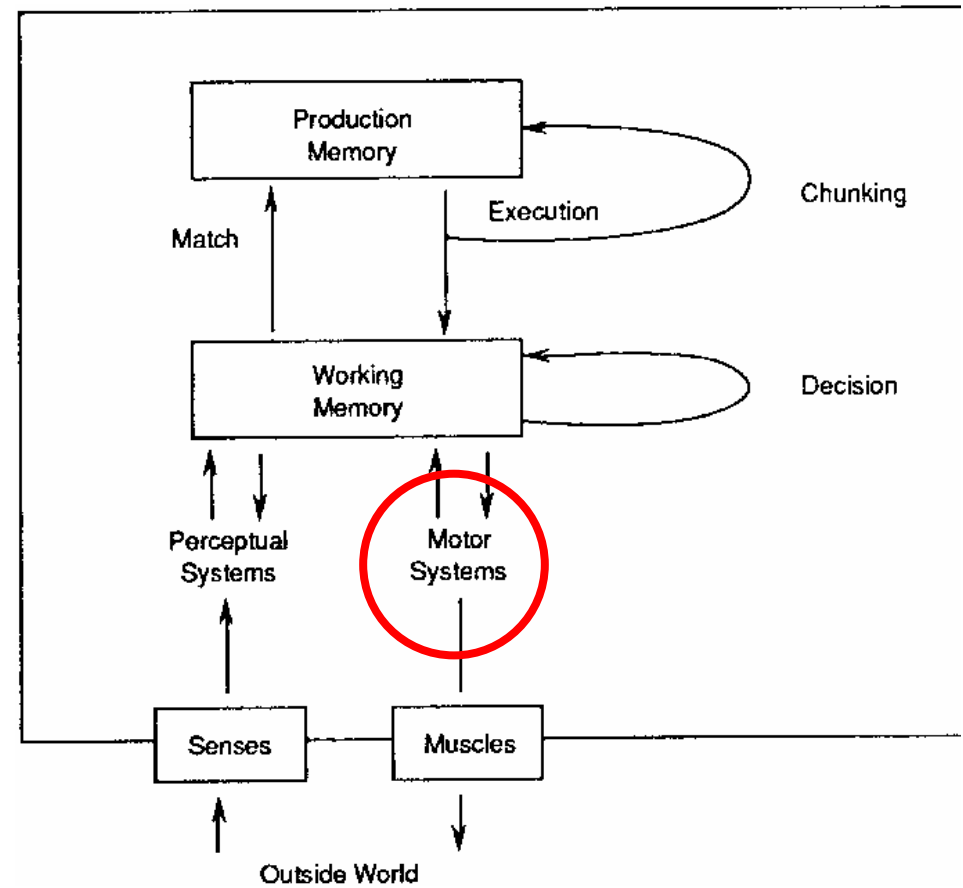 Production
Memory
Chunking
Execution
Match
Working
Memory
Decision
Perceptual
Systems
Motor
Systems
Senses
Muscles
Outside World